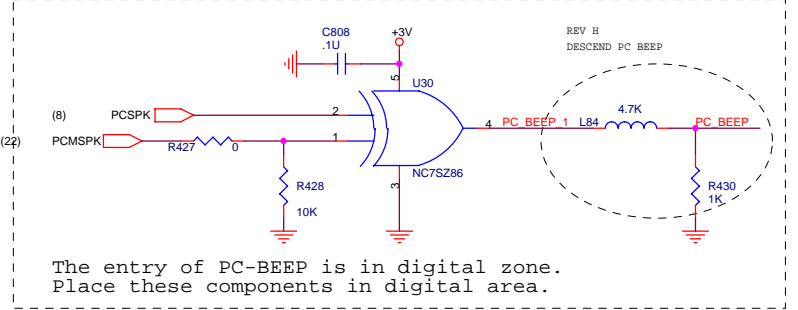 C808
.1U
+3V
REV H
DESCEND PC BEEP
5
U30
4.7K
(8)
PCSPK
2
4
PC_BEEP_1
L84
PC_BEEP
(22)
PCMSPK
1
R427
0
NC7SZ86
3
R428
10K
R430
1K
The entry of PC-BEEP is in digital zone.
Place these components in digital area.